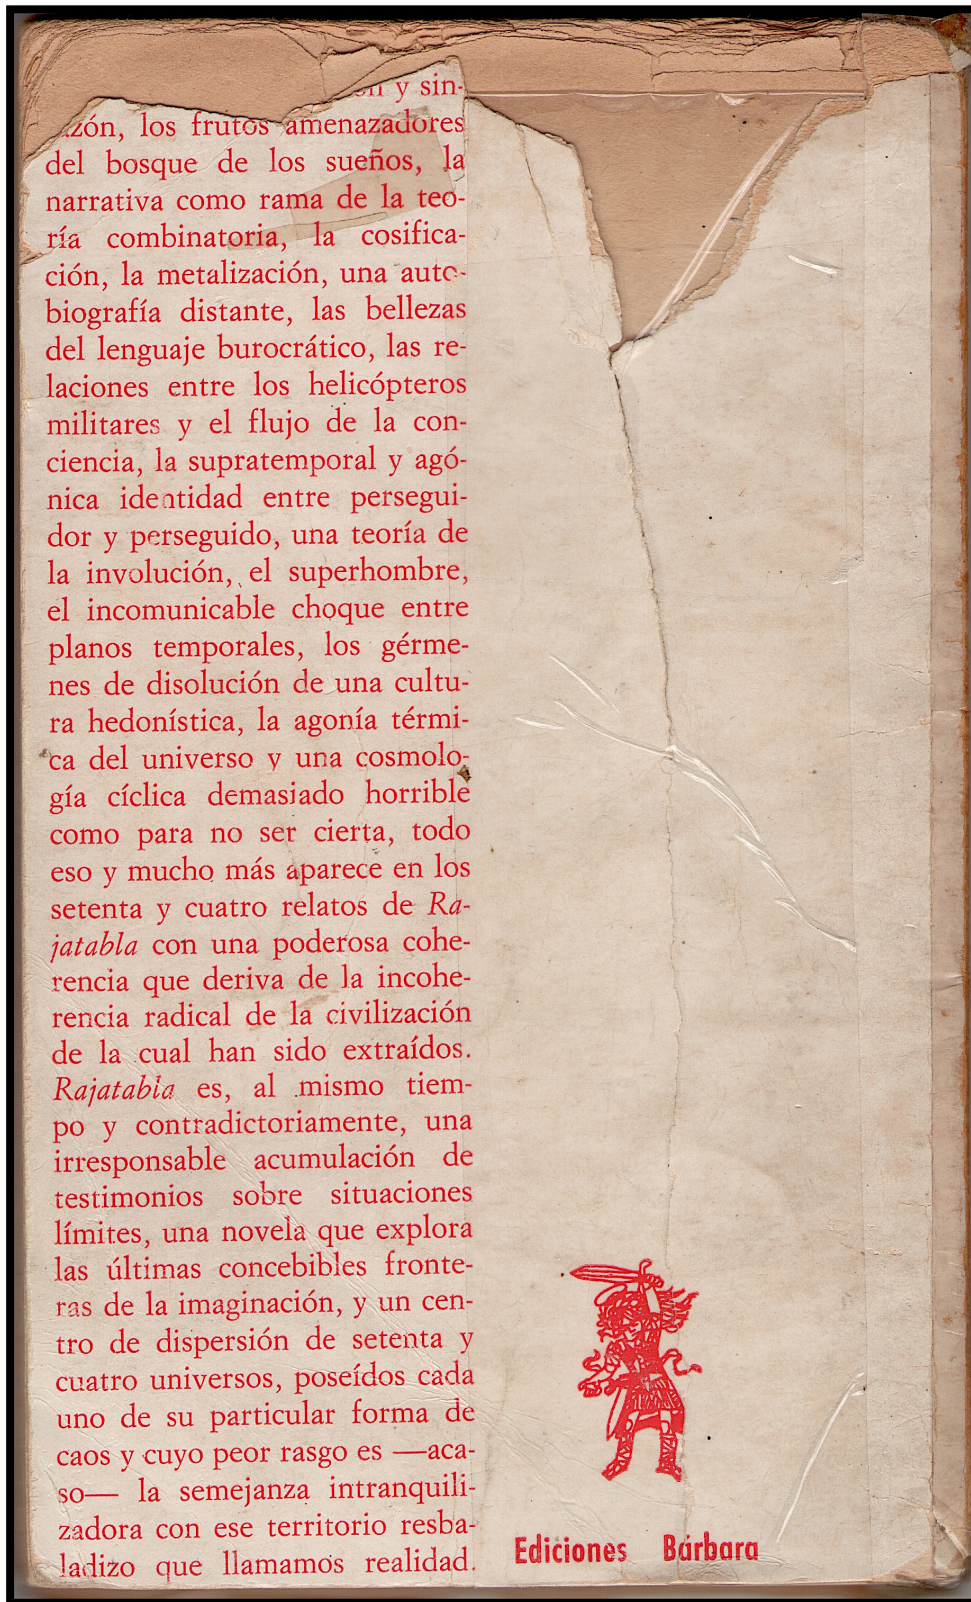 y sin-
zón, los frutos amenazadores
del bosque de los sueños, la
narrativa como rama de la teo-
ría combinatoria, la cosifica-
ción, la metalización, una auto-
biografía distante, las bellezas
del lenguaje burocrático, las re-
laciones entre los helicópteros
militares y el flujo de la con-
ciencia, la supratemporal y agó-
nica identidad entre persegui-
dor y perseguido, una teoría de
la involución, el superhombre,
el incomunicable choque entre
planos temporales, los gérme-
nes de disolución de una cultu-
ra hedonística, la agonía térmi-
ca del universo y una cosmolo-
gía cíclica demasiado horrible
como para no ser cierta, todo
eso y mucho más aparece en los
setenta y cuatro relatos de Ra-
jatabla con una poderosa cohe-
rencia que deriva de la incohe-
rencia radical de la civilización
de la cual han sido extraídos.
Rajatabla es, al mismo tiem-
po y contradictoriamente, una
irresponsable acumulación de
testimonios sobre situaciones
límites, una novela que explora
las últimas concebibles fronte-
ras de la imaginación, y un cen-
tro de dispersión de setenta y
cuatro universos, poseídos cada
uno de su particular forma de
caos y cuyo peor rasgo es —aca-
so— la semejanza intranquili-
zadora con ese territorio resba-
ladizo que llamamos realidad.
Ediciones Bárbara